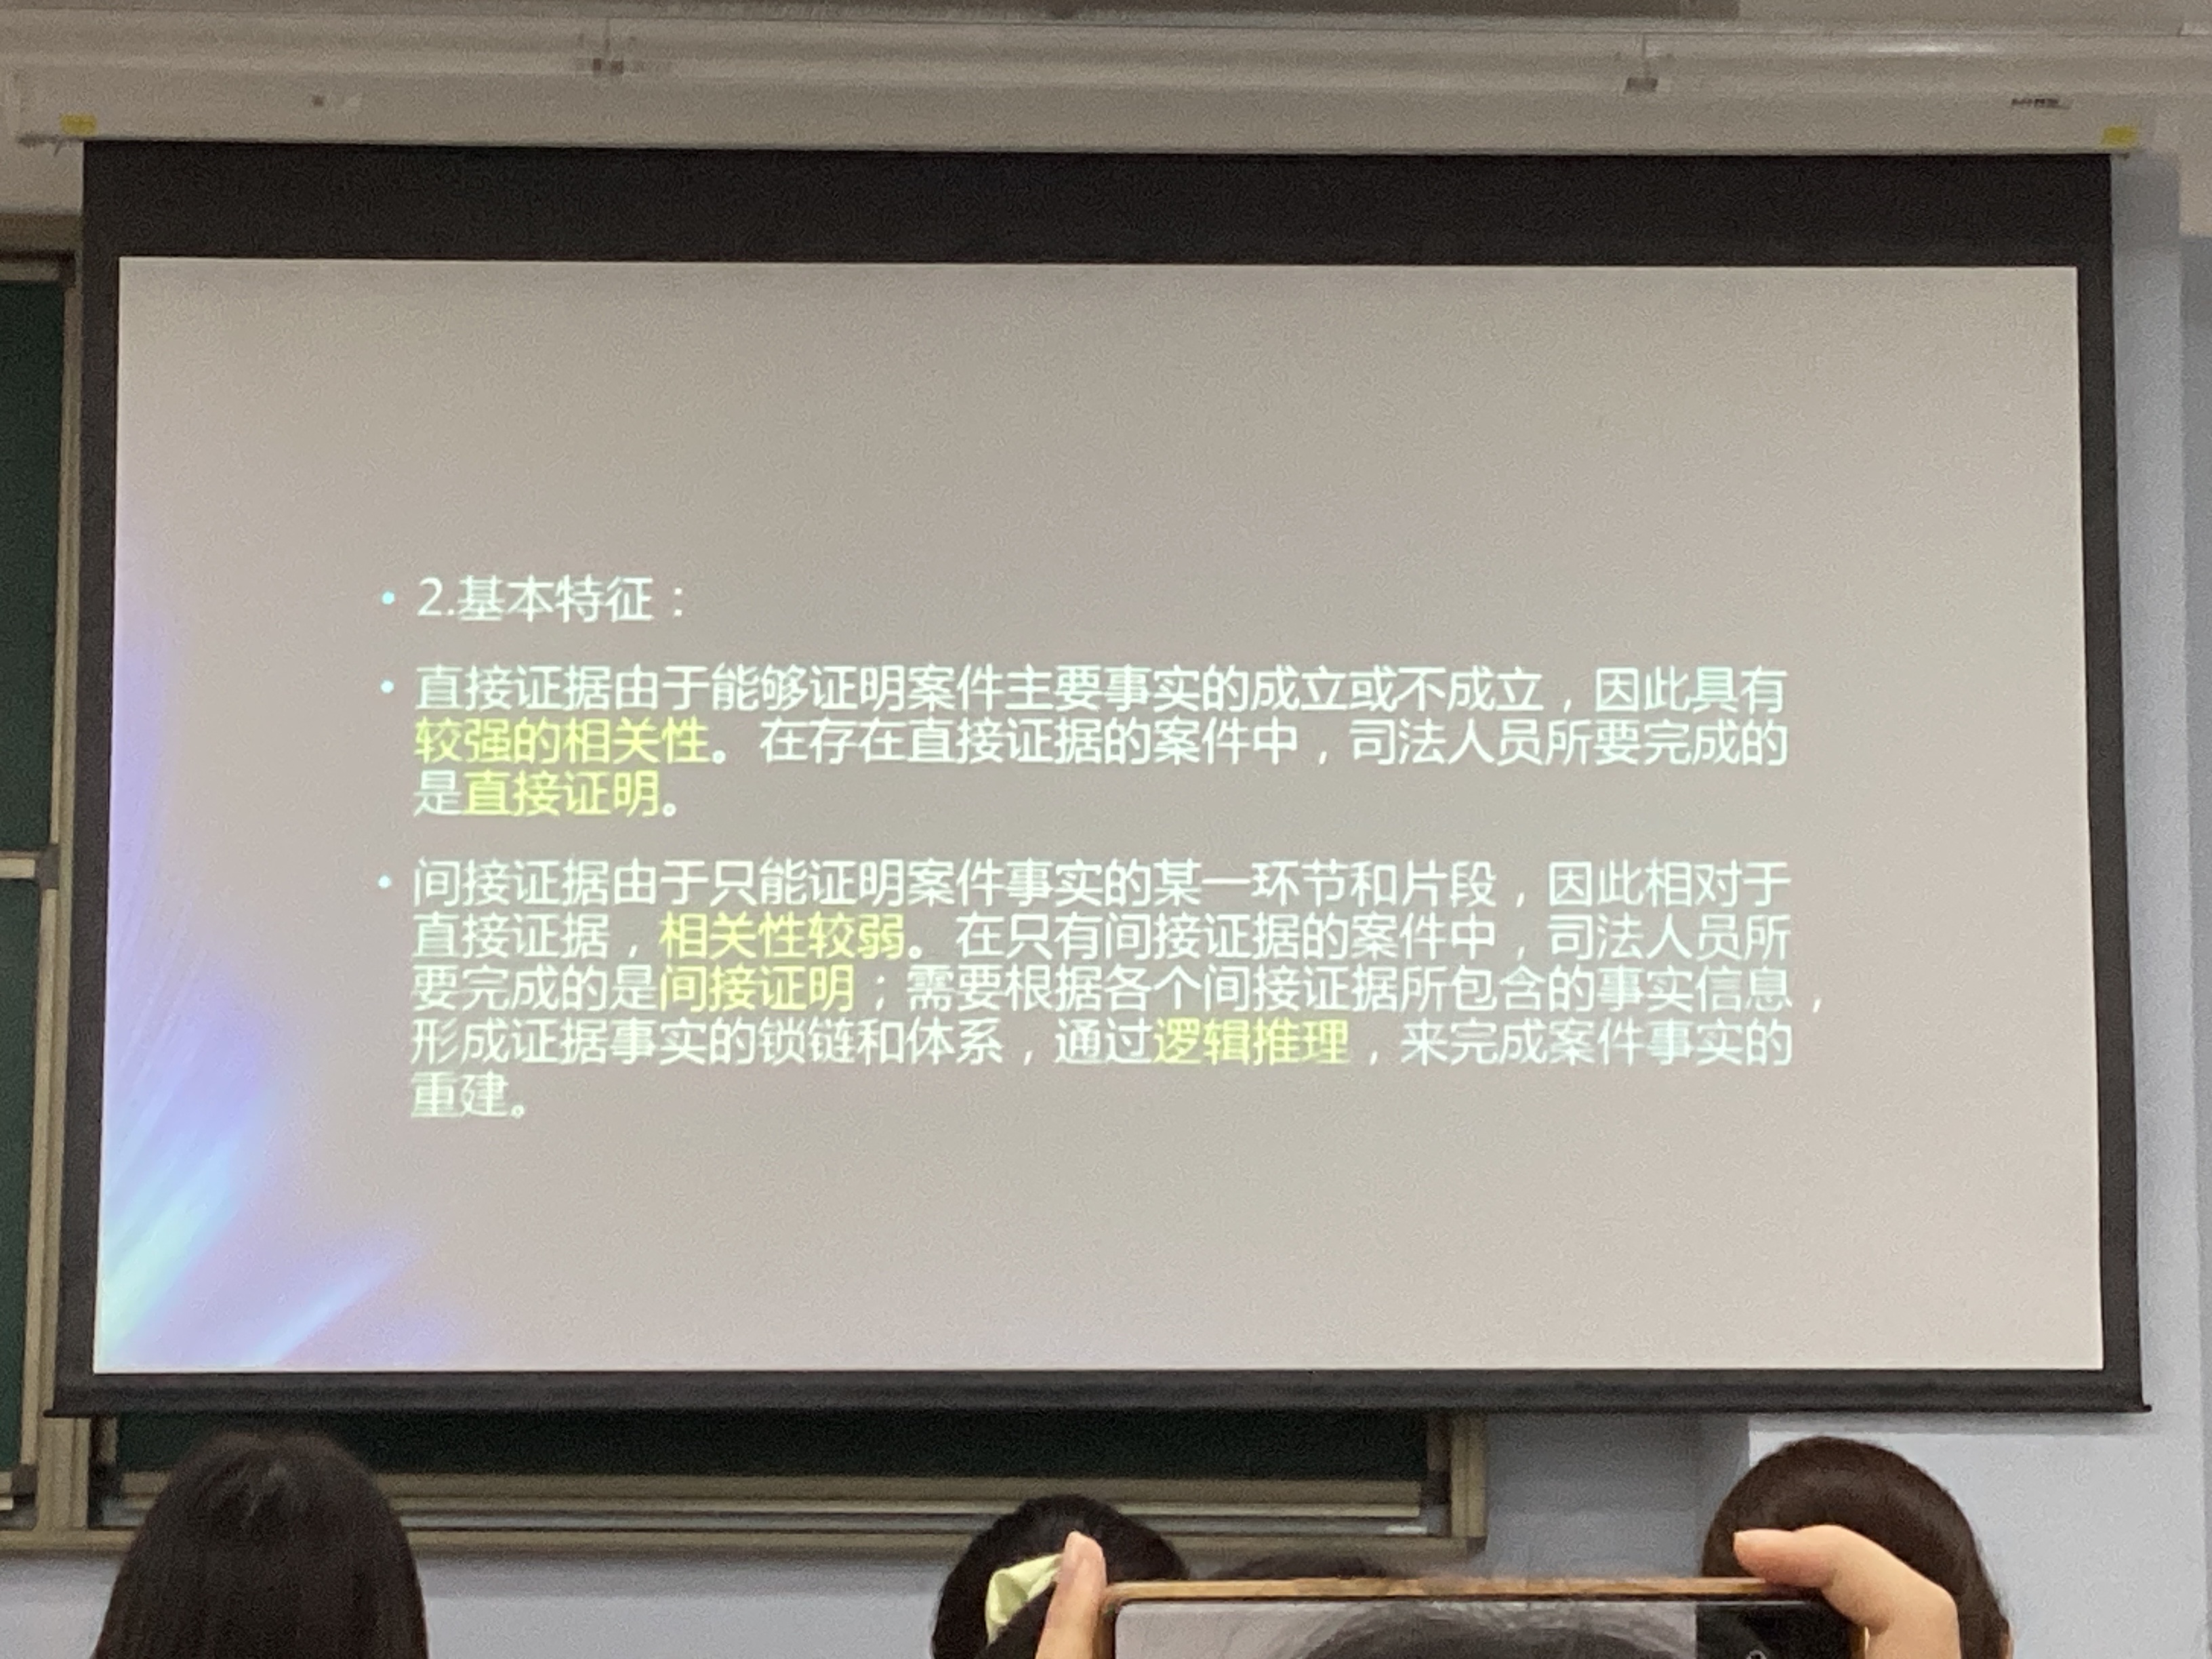 2.基本特征：
直接证据由于能够证明案件主要事实的成立或不成立，因此具有
较强的相关性。在存在直接证据的案件中，司法人员所要完成的
是直接证明。
间接证据由于只能证明案件事实的某一环节和片段，因此相对于
直接证据，相关性较弱。在只有间接证据的案件中，司法人员所
要完成的是间接证明；需要根据各个间接证据所包含的事实信息，
形成证据事实的锁链和体系，通过逻辑推理，来完成案件事实的
重建。